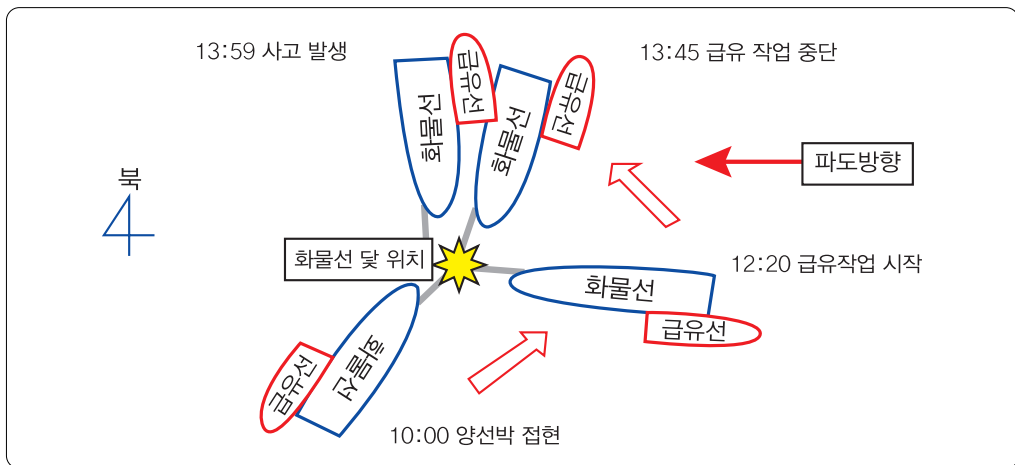 13:59 사고 발생
급유선
화물선
화물선
급유선
13:45 급유 작업 중단
파도방향
북
화물선 닻 위치
화물선
급유선
12:20 급유작업 시작
급유선
화물선
10:00 양선박 접현